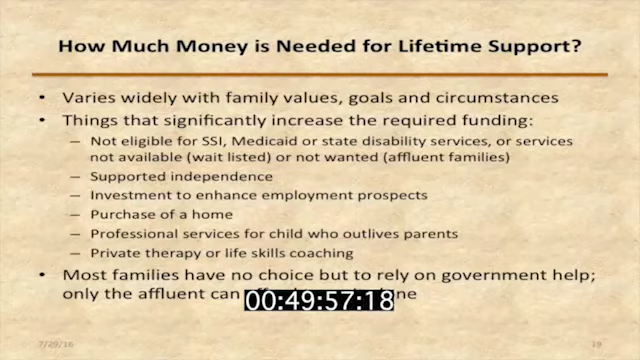 How Much Money is Needed for Lifetime Support?
• Varies widely with family values, goals and circumstances
• Things that significantly increase the required funding:
– Not eligible for SSI, Medicaid or state disability services, or services
not available (wait listed) or not wanted (affluent families)
– Supported independence
– Investment to enhance employment prospects
– Purchase of a home
– Professional services for child who outlives parents
– Private therapy or life skills coaching
• Most families have no choice but to rely on government help;
only the affluent can
00:49:57:18
7/29/16 19